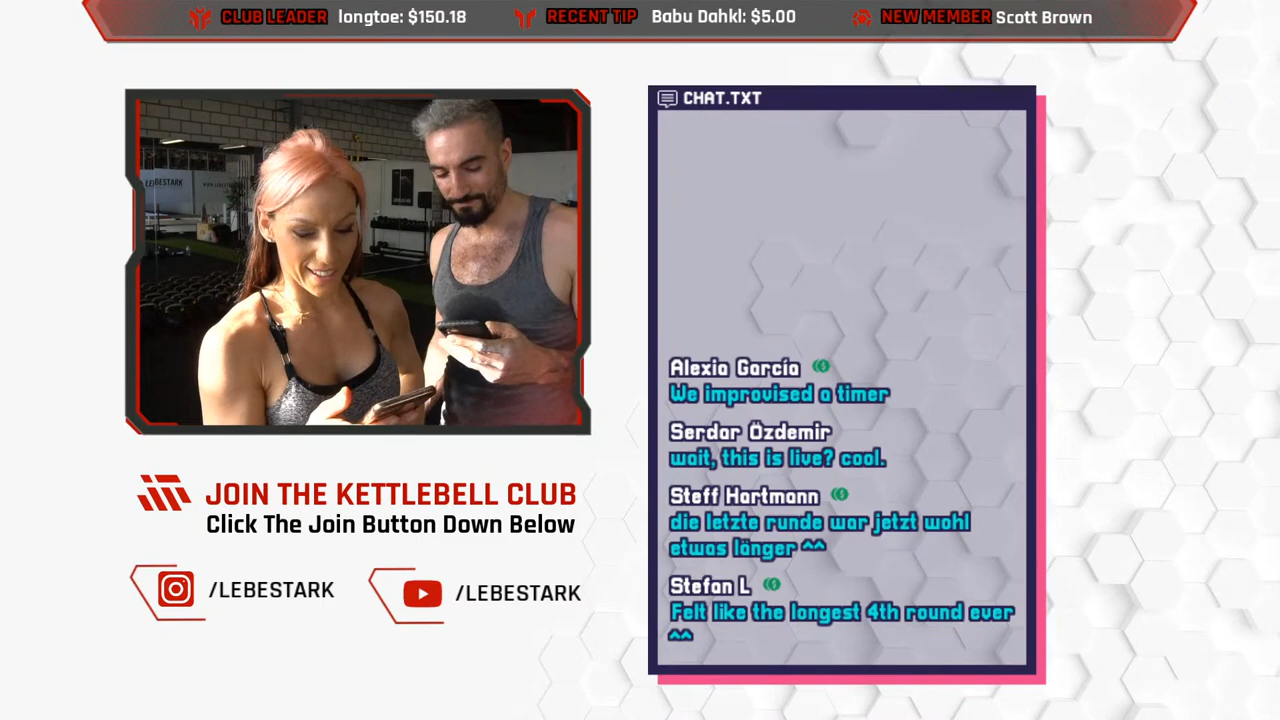 CLUB LEADER longtoe: $150.18 RECENT TIP Babu Dahkl: $5.00 NEW MEMBER Scott Brown
CHAT.TXT
LEBESTARK
Alexia García
We improvised a timer
Serdar Özdemir
wait, this is live? cool.
Steff Hartmann
die letzte runde war jetzt wohl
etwas länger ^^
Stefan L
Felt like the longest 4th round ever
^^
JOIN THE KETTLEBELL CLUB
Click The Join Button Down Below
/LEBESTARK
/LEBESTARK